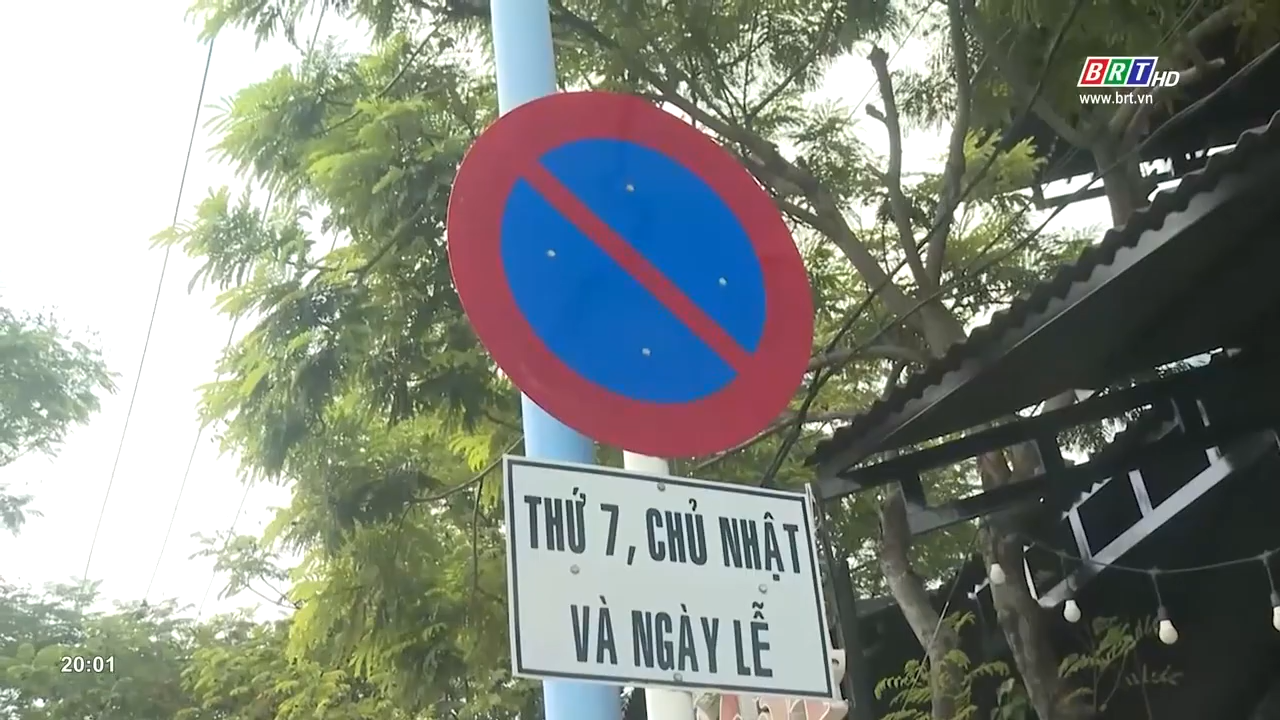 BRT HD
www.brt.vn
THỨ 7, CHỦ NHẬT
VÀ NGÀY LỄ
20:01